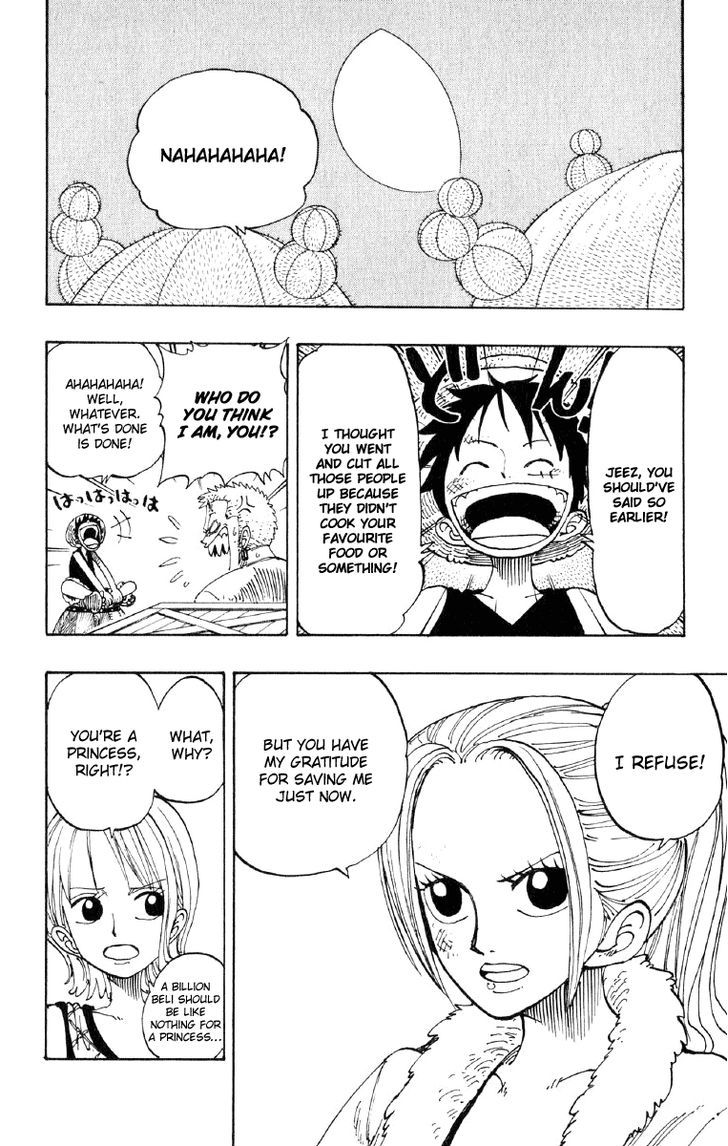 NAHAHAHAHA!
JEEZ, YOU
SHOULD'VE
SAID SO
EARLIER!
I THOUGHT
YOU WENT
AND CUT ALL
THOSE PEOPLE
UP BECAUSE
THEY DIDN'T
COOK YOUR
FAVOURITE
FOOD OR
SOMETHING!
WHO DO
YOU THINK
I AM, YOU!?
AHAHAHAHA!
WELL,
WHATEVER.
WHAT'S DONE
IS DONE!
はっはっはっは
I REFUSE!
BUT YOU HAVE
MY GRATITUDE
FOR SAVING ME
JUST NOW.
WHAT,
WHY?
YOU'RE A
PRINCESS,
RIGHT!?
A BILLION
BELI SHOULD
BE LIKE
NOTHING FOR
A PRINCESS...